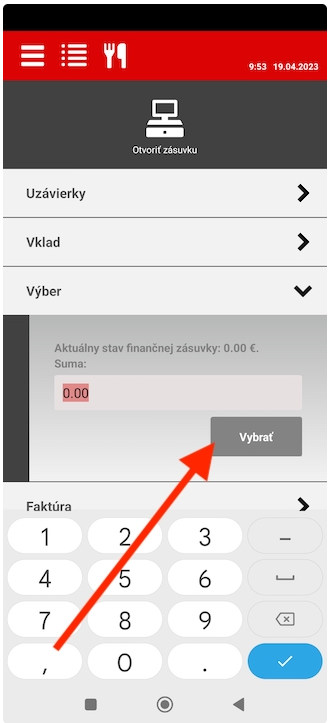 9:53 19.04.2023
Otvoriť zásuvku
Uzávierky
Vklad
Výber
Aktuálny stav finančnej zásuvky: 0.00 €.
Suma:
0.00
Vybrať
Faktúra
1 2 3 –
4 5 6
7 8 9
, 0 .